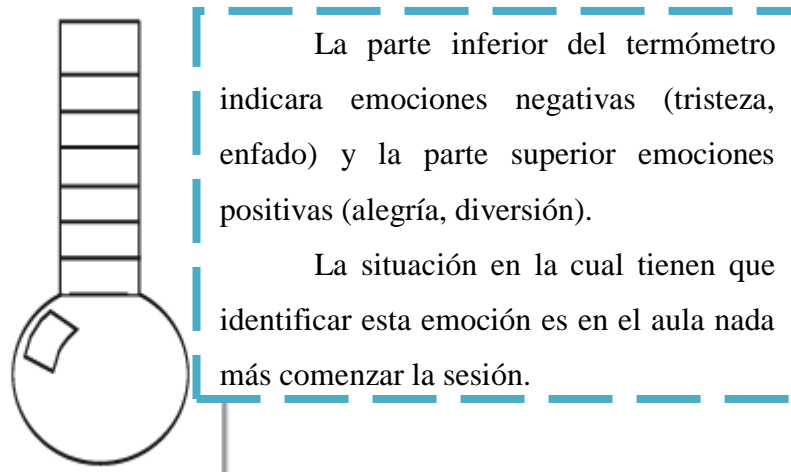 La parte inferior del termómetro
indicara emociones negativas (tristeza,
enfado) y la parte superior emociones
positivas (alegría, diversión).
La situación en la cual tienen que
identificar esta emoción es en el aula nada
más comenzar la sesión.